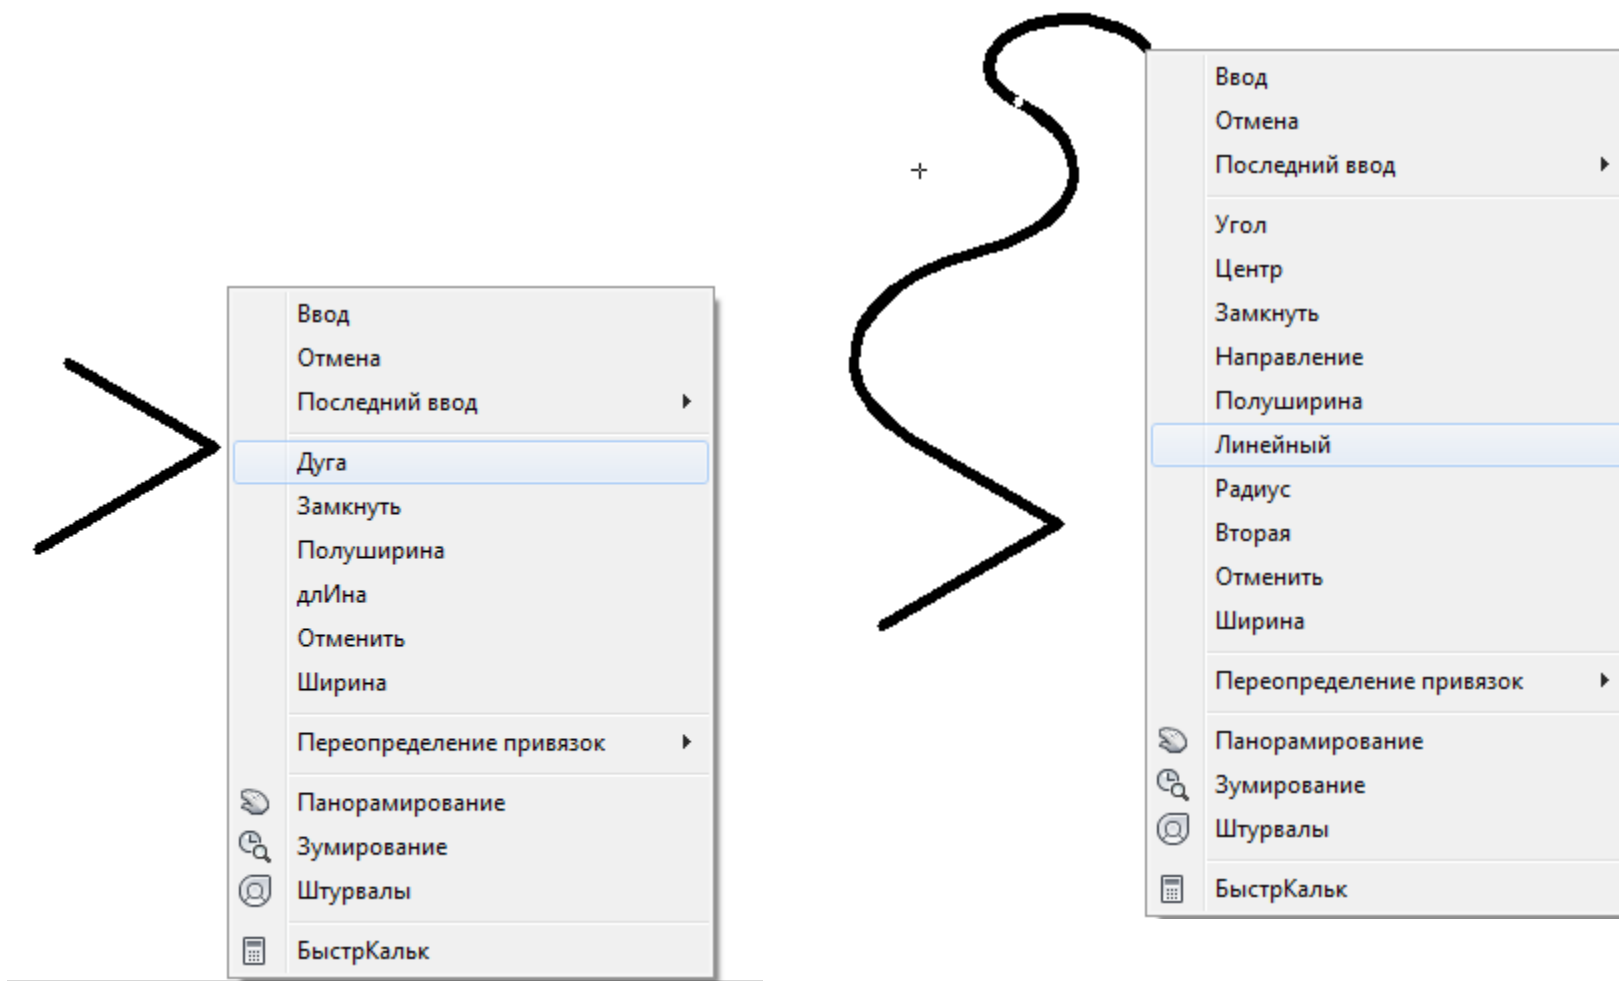 Ввод
Отмена
Последний ввод
Дуга
Замкнуть
Полуширина
длИна
Отменить
Ширина
Переопределение привязок
Панорамирование
Зумирование
Штурвалы
БыстрКальк
Ввод
Отмена
Последний ввод
Угол
Центр
Замкнуть
Направление
Полуширина
Линейный
Радиус
Вторая
Отменить
Ширина
Переопределение привязок
Панорамирование
Зумирование
Штурвалы
БыстрКальк